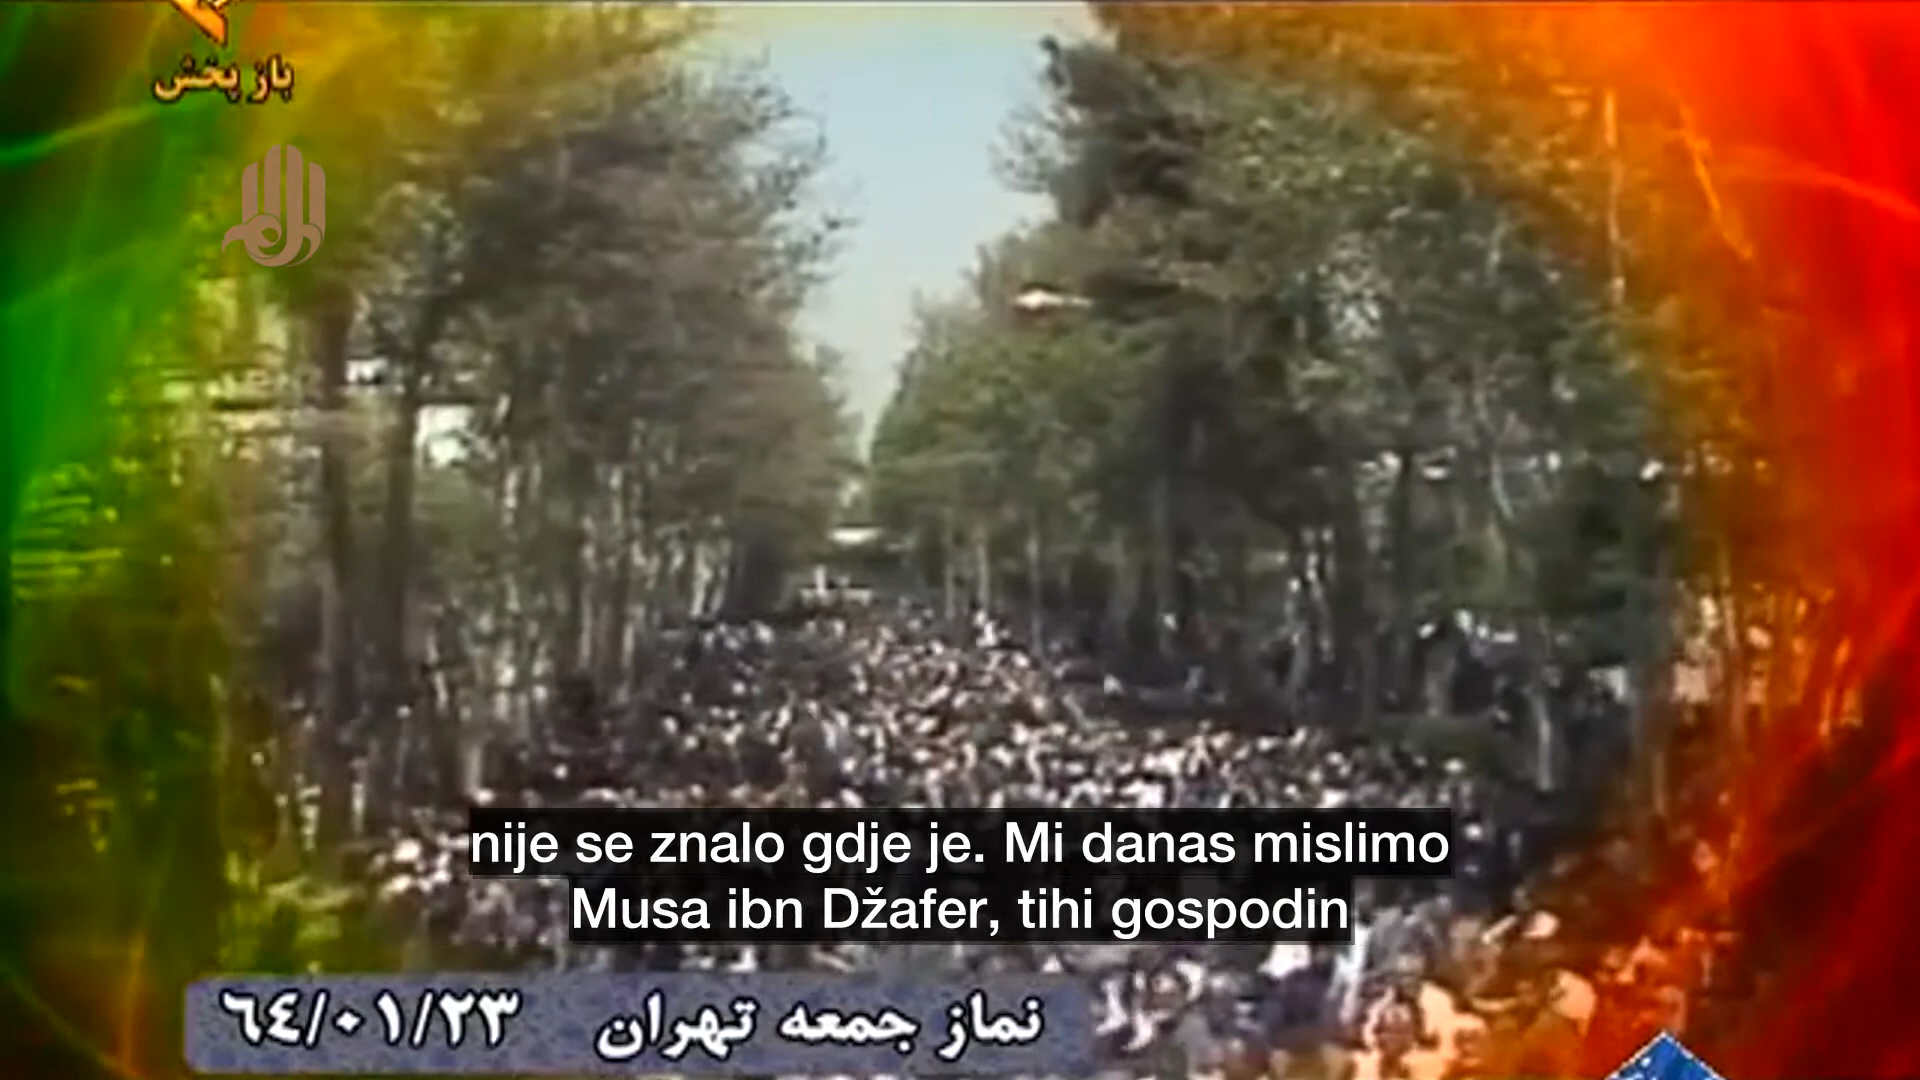 باز پخش
nije se znalo gdje je. Mi danas mislimo
Musa ibn Džafer, tihi gospodin
نماز جمعه تهران ۶۴/۰۱/۲۳